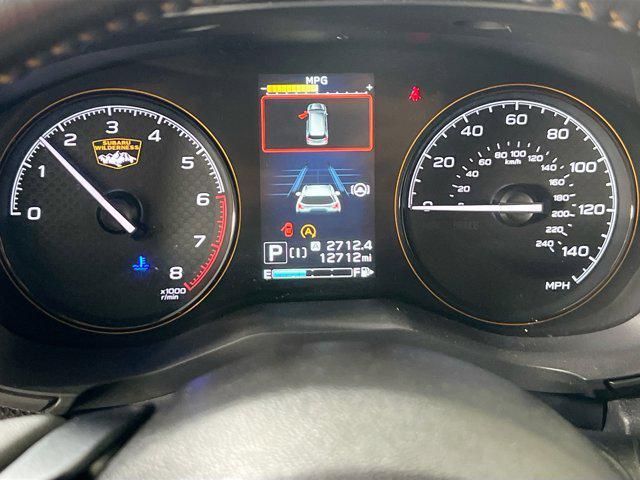 MPG
- +
0 1 2 3 4 5 6 7 8
SUBARU
WILDERNESS
x1000
r/min
A
A 2712.4
P (I) 12712mi
E F
0 20 40 60 80 100 120 140
20 40 60 80 100 120 140 160 180 200 220 240
km/h
MPH